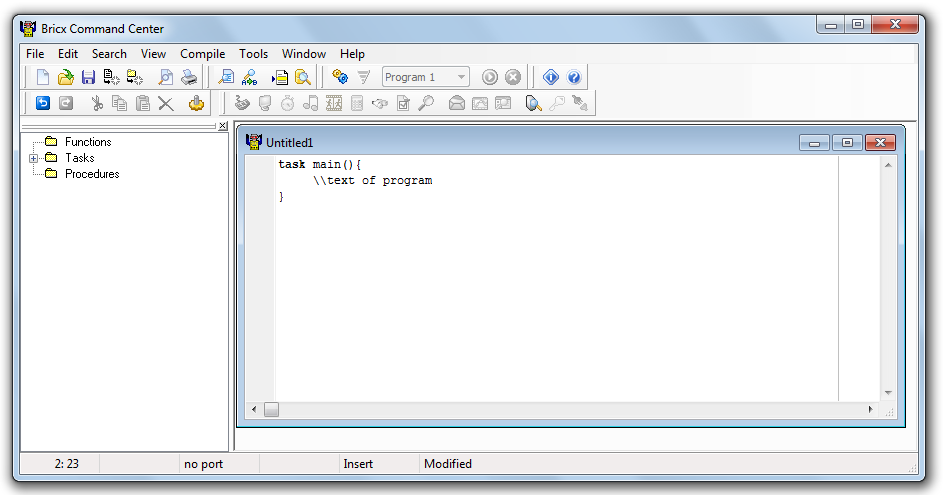 Bricx Command Center
File Edit Search View Compile Tools Window Help
Program 1
Functions
Tasks
Procedures
Untitled1
task main(){
\\text of program
}
2: 23 no port Insert Modified